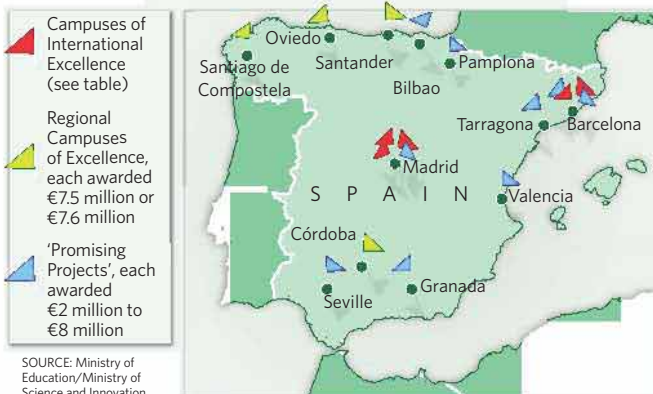 Campuses of
International
Excellence
(see table)
Regional
Campuses
of Excellence,
each awarded
€7.5 million or
€7.6 million
‘Promising
Projects’, each
awarded
€2 million to
€8 million
SOURCE: Ministry of
Education/Ministry of
Science and Innovation
Oviedo
Santander
Santiago de
Compostela
Bilbao
Pamplona
Tarragona
Barcelona
Madrid
SPAIN
Valencia
Córdoba
Seville
Granada